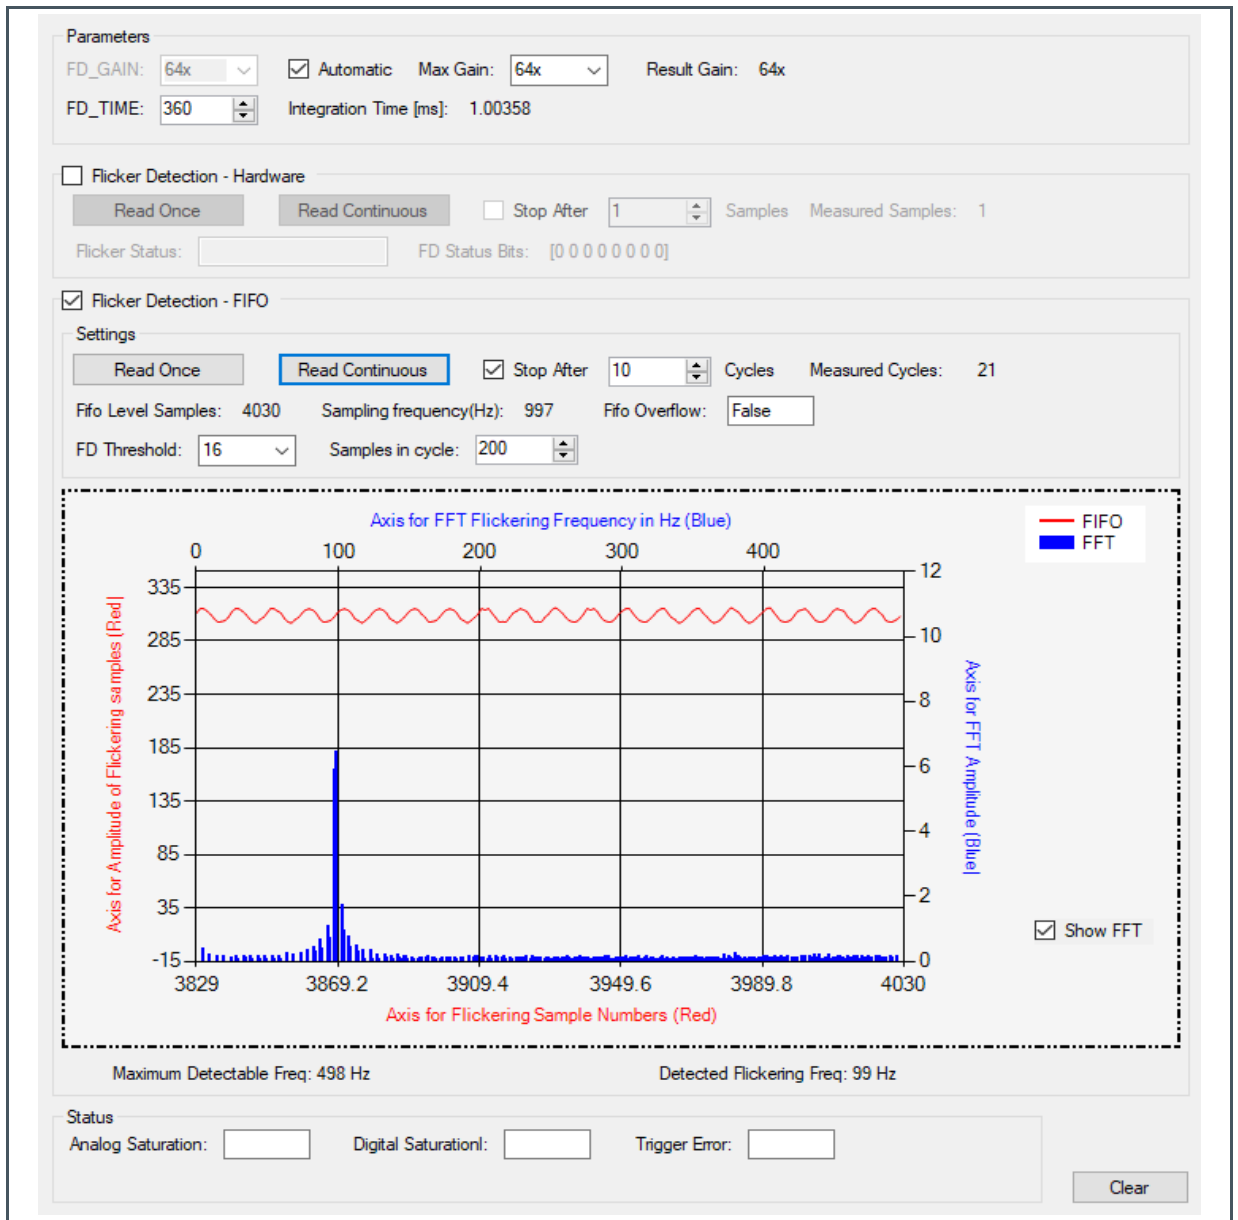 Parameters
FD_GAIN: 64x Automatic Max Gain: 64x Result Gain: 64x
FD_TIME: 360 Integration Time [ms]: 1.00358
Flicker Detection - Hardware
Read Once Read Continuous Stop After 1 Samples Measured Samples: 1
Flicker Status: FD Status Bits: [0 0 0 0 0 0 0 0]
Flicker Detection - FIFO
Settings
Read Once Read Continuous Stop After 10 Cycles Measured Cycles: 21
Fifo Level Samples: 4030 Sampling frequency(Hz): 997 Fifo Overflow: False
FD Threshold: 16 Samples in cycle: 200
Axis for FFT Flickering Frequency in Hz (Blue)
FIFO
FFT
0 100 200 300 400
335 285 235 185 135 85 35 -15
Axis for Amplitude of Flickering samples (Red)
12 10 8 6 4 2 0
Axis for FFT Amplitude (Blue)
Show FFT
3829 3869.2 3909.4 3949.6 3989.8 4030
Axis for Flickering Sample Numbers (Red)
Maximum Detectable Freq: 498 Hz Detected Flickering Freq: 99 Hz
Status
Analog Saturation: Digital Saturationl: Trigger Error:
Clear